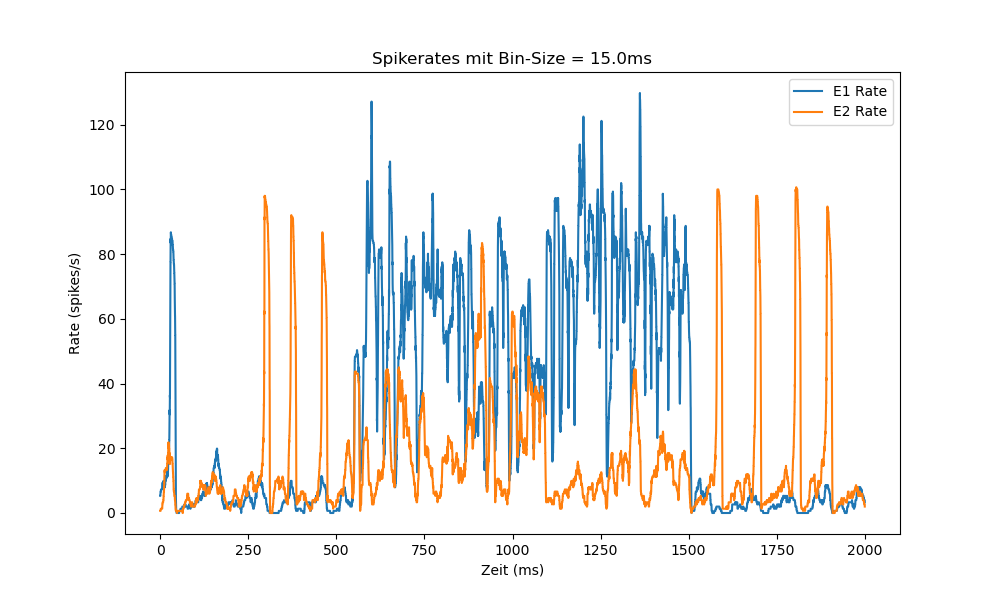 Spikerates mit Bin-Size = 15.0ms
E1 Rate
E2 Rate
Rate (spikes/s)
120
100
80
60
40
20
0
0 250 500 750 1000 1250 1500 1750 2000
Zeit (ms)